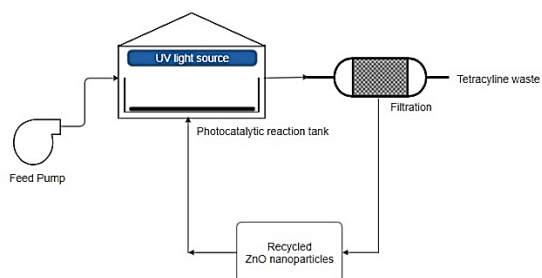 UV light source
Tetracyline waste
Filtration
Photocatalytic reaction tank
Feed Pump
Recycled
ZnO nanoparticles